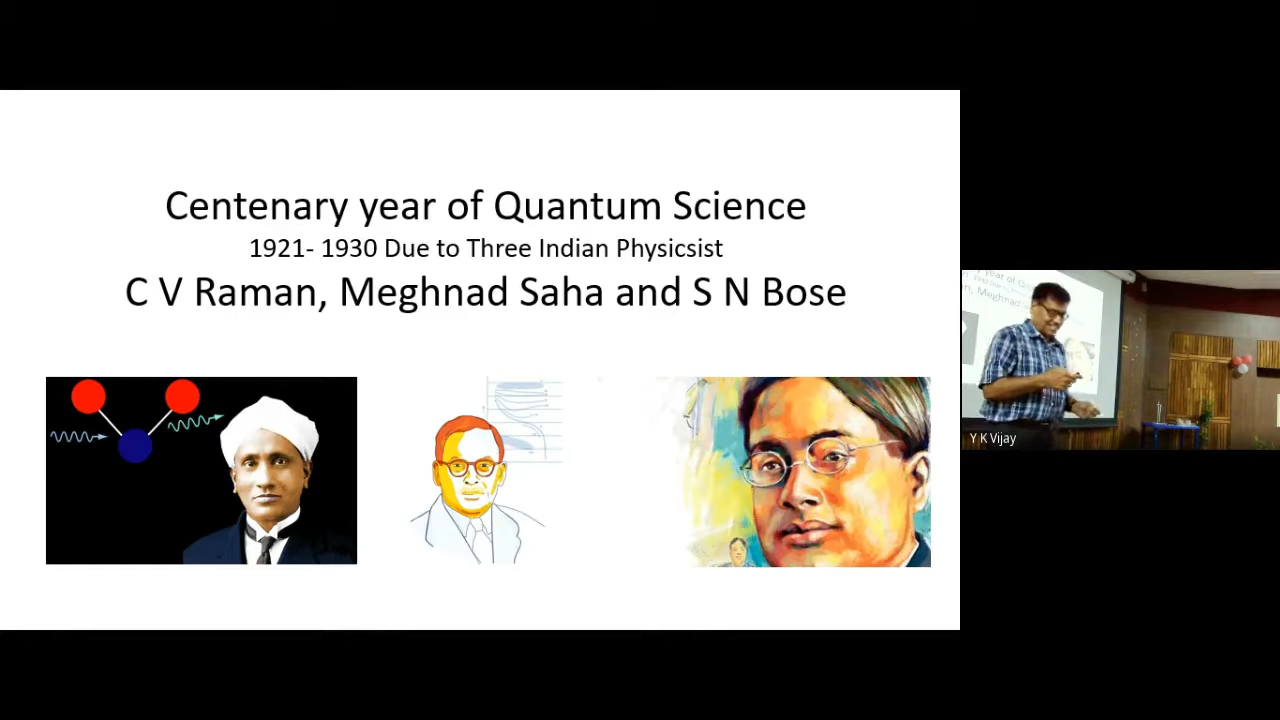 Centenary year of Quantum Science
1921- 1930 Due to Three Indian Physicsist
C V Raman, Meghnad Saha and S N Bose
Y K Vijay